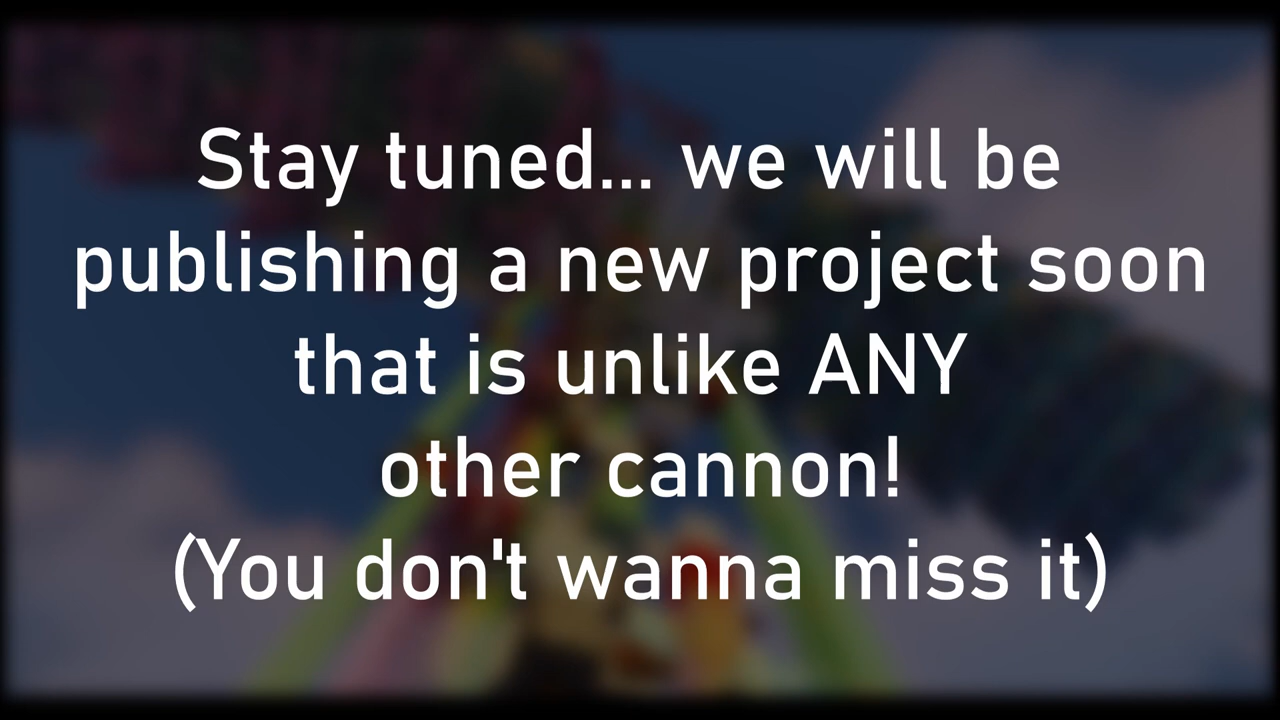 Stay tuned... we will be
publishing a new project soon
that is unlike ANY
other cannon!
(You don't wanna miss it)